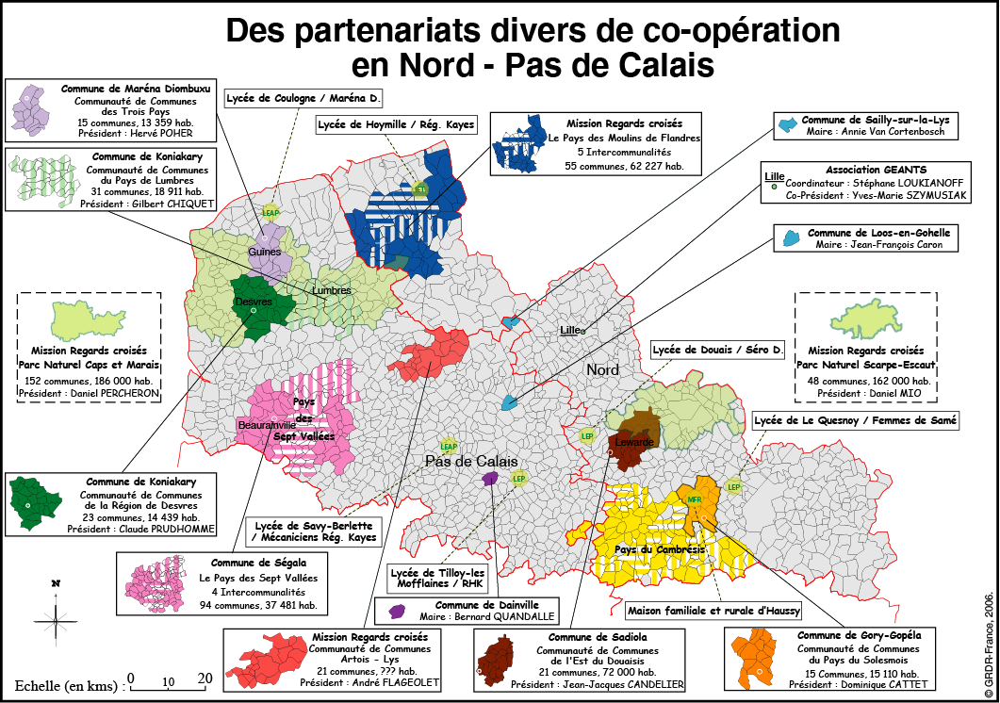 Des partenariats divers de co-opération
en Nord - Pas de Calais
Commune de Maréna Diombuxu
Communauté de Communes
des Trois Pays
15 communes, 13 359 hab.
Président : Hervé POHER
Lycée de Coulogne / Maréna D.
Lycée de Hoymille / Rég. Kayes
Mission Regards croisés
Le Pays des Moulins de Flandres
5 Intercommunalités
55 communes, 62 227 hab.
Commune de Sailly-sur-la-Lys
Maire : Annie Van Cortenbosch
Commune de Koniakary
Communauté de Communes
du Pays de Lumbres
31 communes, 18 911 hab.
Président : Gilbert CHIQUET
Lille
Association GEANTS
Coordinateur : Stéphane LOUKIANOFF
Co-Président : Yves-Marie SZYMUSIAK
Commune de Loos-en-Gohelle
Maire : Jean-François Caron
LEAP
Guînes
Desvres
Lumbres
Lille
Nord
Mission Regards croisés
Parc Naturel Caps et Marais
152 communes, 186 000 hab.
Président : Daniel PERCHERON
Mission Regards croisés
Parc Naturel Scarpe-Escaut
48 communes, 162 000 hab.
Président : Daniel MIO
Lycée de Douais / Séro D.
Lycée de Le Quesnoy / Femmes de Samé
Pays
des
Sept Vallées
Beaurainville
LEP
Lewarde
LEAP
Pas de Calais
LEP
LEP
MFR
Pays du Cambrésis
Commune de Koniakary
Communauté de Communes
de la Région de Desvres
23 communes, 14 439 hab.
Président : Claude PRUDHOMME
Lycée de Savy-Berlette
/ Mécaniciens Rég. Kayes
Commune de Ségala
Le Pays des Sept Vallées
4 Intercommunalités
94 communes, 37 481 hab.
Lycée de Tilloy-les
Mofflaines / RHK
Commune de Dainville
Maire : Bernard QUANDALLE
Maison familiale et rurale d'Haussy
N
Mission Regards croisés
Communauté de Communes
Artois - Lys
21 communes, ??? hab.
Président : André FLAGEOLET
Commune de Sadiola
Communauté de Communes
de l'Est du Douaisis
21 communes, 72 000 hab.
Président : Jean-Jacques CANDELIER
Commune de Gory-Gopéla
Communauté de Communes
du Pays du Solesmois
15 Communes, 15 110 hab.
Président : Dominique CATTET
Echelle (en kms) : 0 10 20
© GRDR-France, 2006.